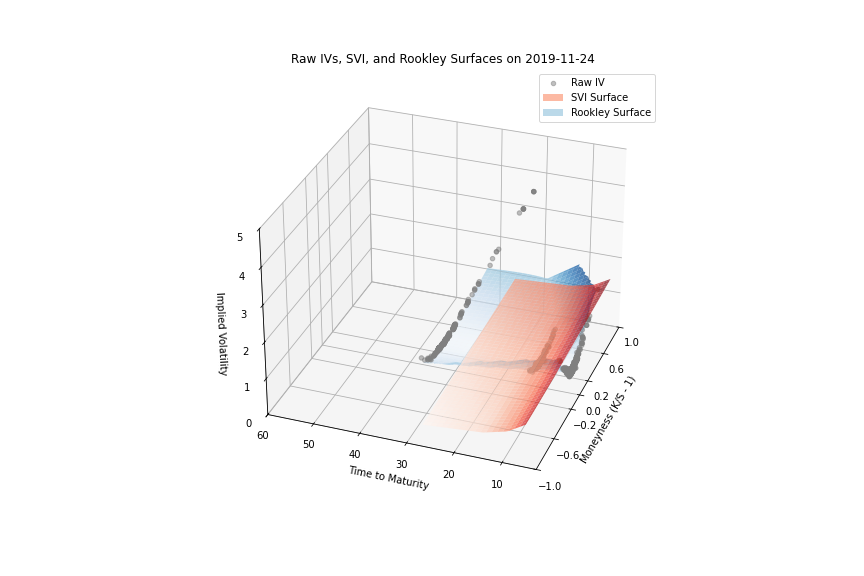 Raw IVs, SVI, and Rookley Surfaces on 2019-11-24
Raw IV
SVI Surface
Rookley Surface
5
4
3
2
1
0
Implied Volatility
60
50
40
30
20
10
Time to Maturity
1.0
0.6
0.2
0.0
−0.2
−0.6
−1.0
Moneyness (K/S - 1)